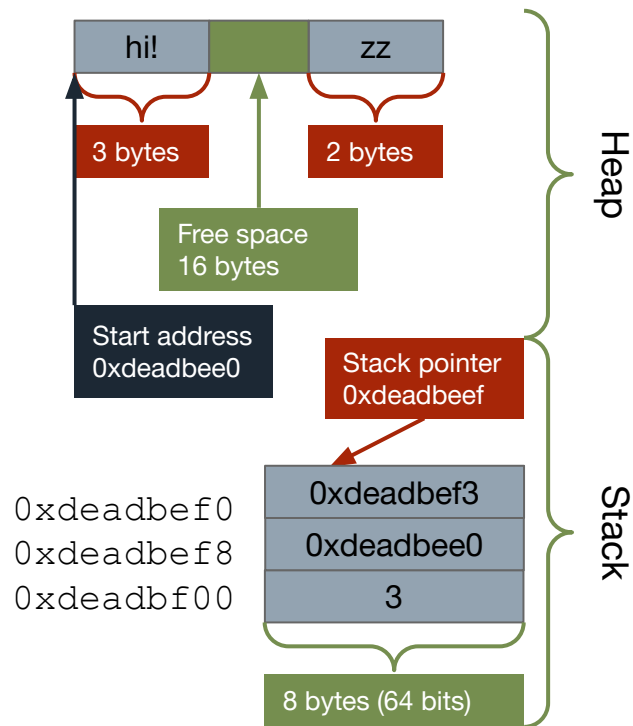 hi!
zz
3 bytes
2 bytes
Heap
Free space
16 bytes
Start address
0xdeadbee0
Stack pointer
0xdeadbeef
Stack
0xdeadbef0
0xdeadbef3
0xdeadbef8
0xdeadbee0
0xdeadbf00
3
8 bytes (64 bits)